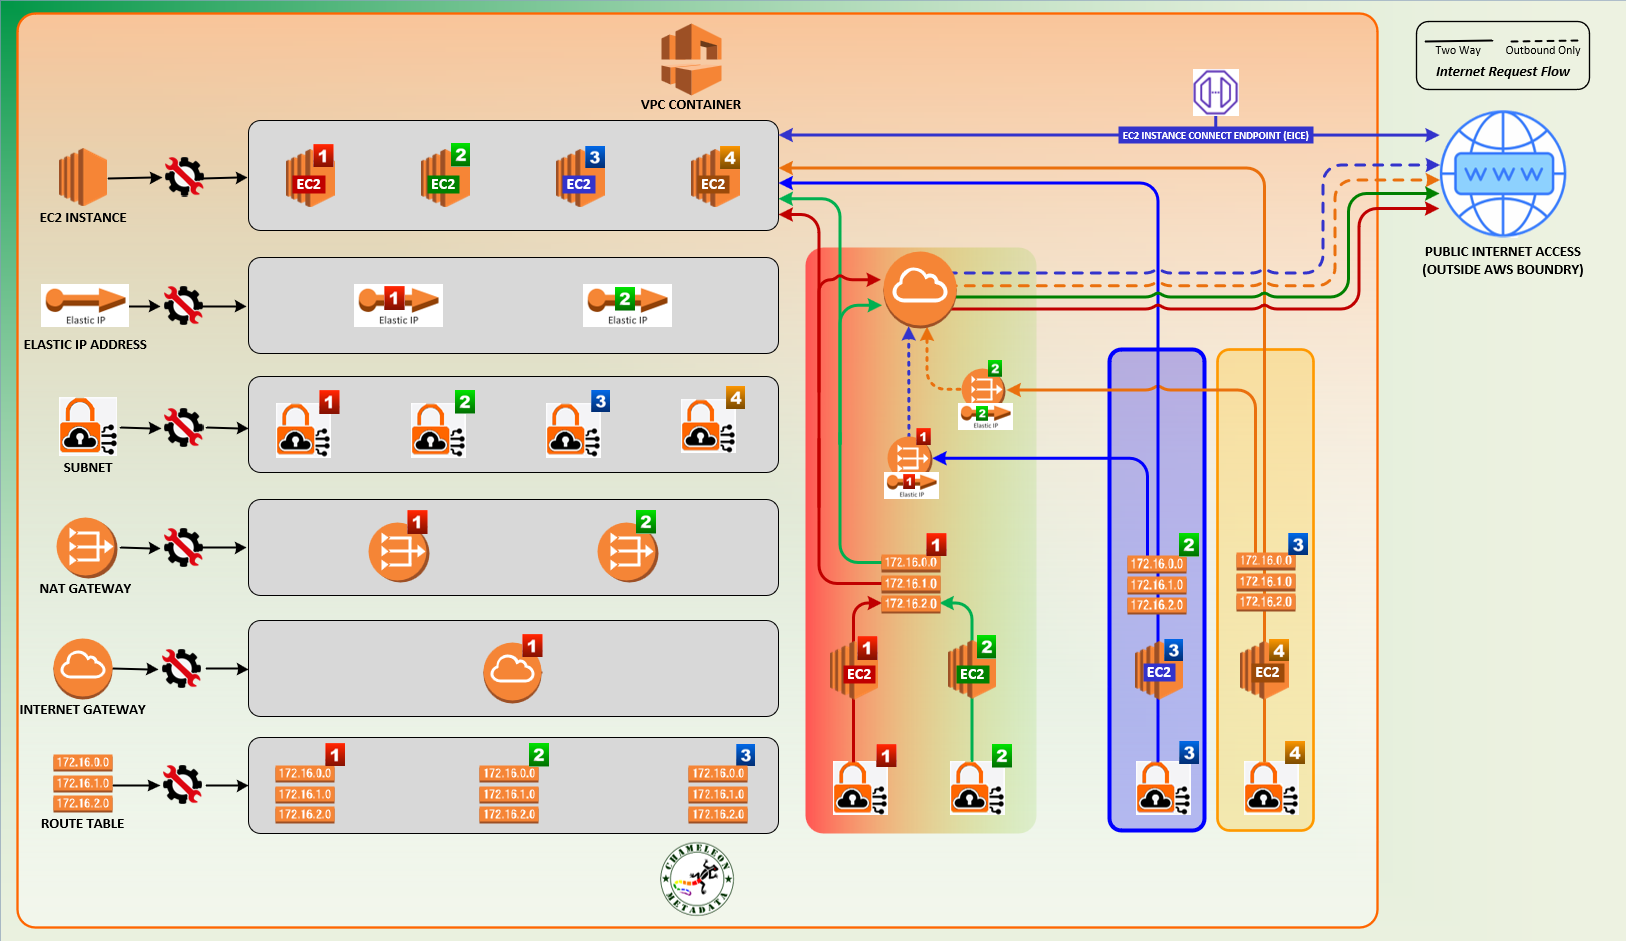 Two Way
Outbound Only
Internet Request Flow
VPC CONTAINER
EC2 INSTANCE CONNECT ENDPOINT (EICE)
WWW
PUBLIC INTERNET ACCESS
(OUTSIDE AWS BOUNDRY)
EC2 INSTANCE
1
EC2
2
EC2
3
EC2
4
EC2
Elastic IP
ELASTIC IP ADDRESS
1
Elastic IP
2
Elastic IP
SUBNET
1
2
3
4
NAT GATEWAY
1
2
INTERNET GATEWAY
1
172.16.0.0
172.16.1.0
172.16.2.0
ROUTE TABLE
1
172.16.0.0
172.16.1.0
172.16.2.0
2
172.16.0.0
172.16.1.0
172.16.2.0
3
172.16.0.0
172.16.1.0
172.16.2.0
2
2
Elastic IP
1
1
Elastic IP
1
172.16.0.0
172.16.1.0
172.16.2.0
1
EC2
2
EC2
1
2
2
172.16.0.0
172.16.1.0
172.16.2.0
3
EC2
3
3
172.16.0.0
172.16.1.0
172.16.2.0
4
EC2
4
CHAMELEON
METADATA